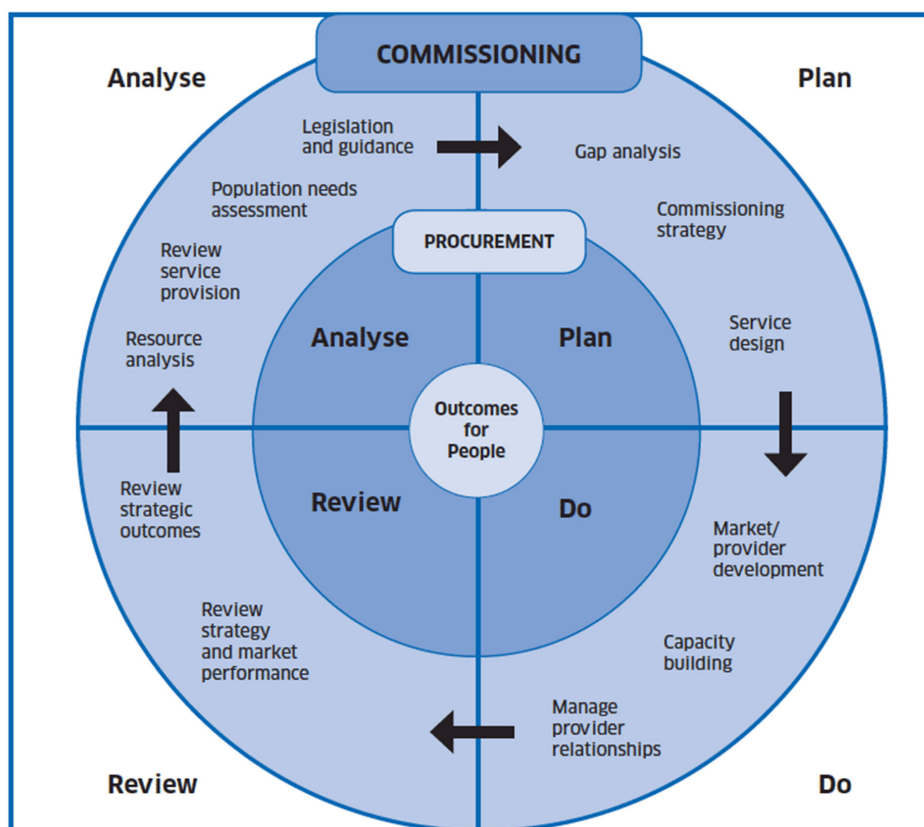 COMMISSIONING
Analyse
Plan
Legislation
and guidance
Gap analysis
Population needs
assessment
Commissioning
strategy
PROCUREMENT
Review
service
provision
Service
design
Resource
analysis
Analyse
Plan
Outcomes
for
People
Review
Do
Review
strategic
outcomes
Market/
provider
development
Review
strategy
and market
performance
Capacity
building
Manage
provider
relationships
Review
Do